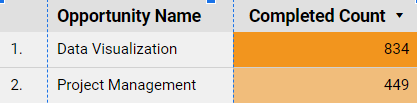 Opportunity Name Completed Count
1. Data Visualization 834
2. Project Management 449